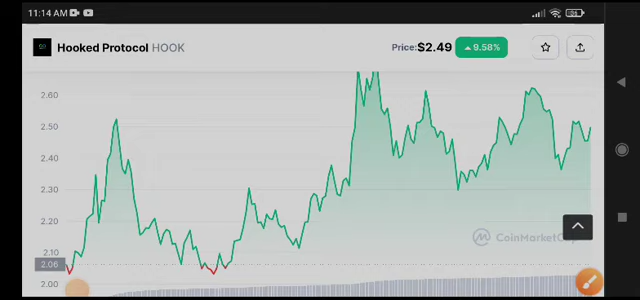 11:14 AM
Hooked Protocol HOOK
Price:$2.49 9.58%
2.60
2.50
2.40
2.30
2.20
2.10
2.06
2.00
CoinMarketCap